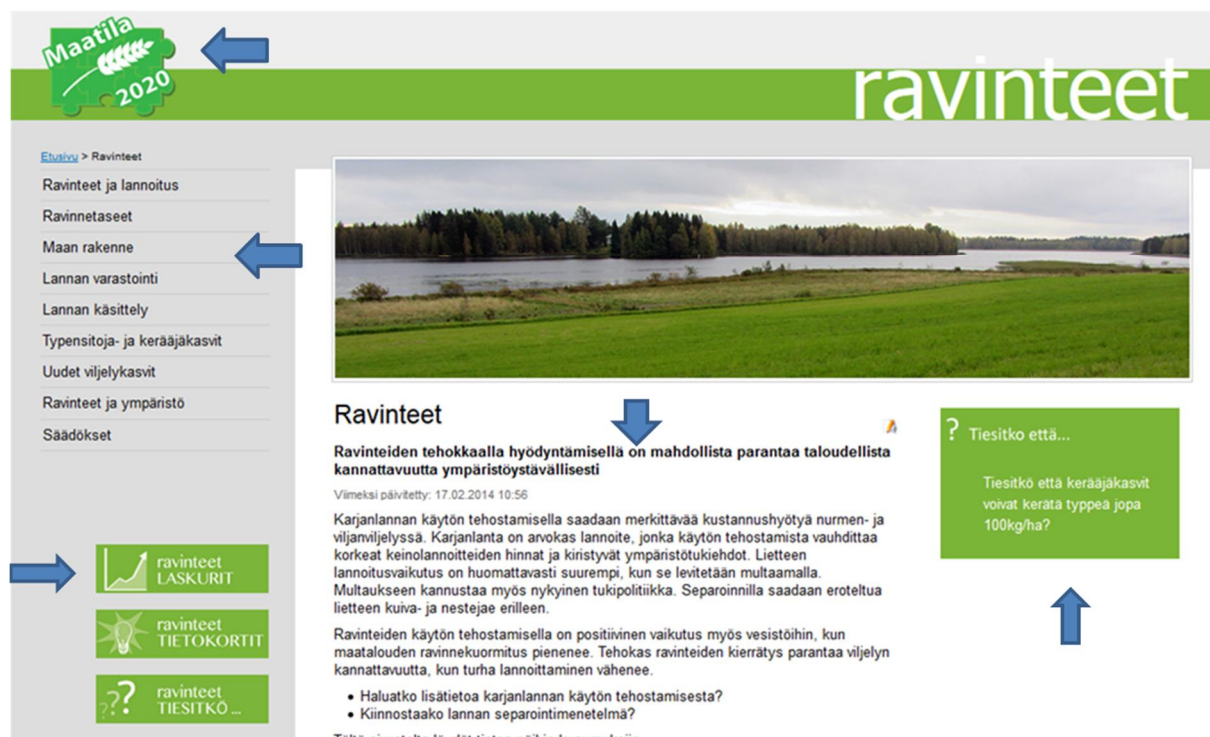 Maatila
2020
ravinteet
Etusivu > Ravinteet
Ravinteet ja lannoitus
Ravinnetaseet
Maan rakenne
Lannan varastointi
Lannan käsittely
Typensitoja- ja kerääjäkasvit
Uudet viljelykasvit
Ravinteet ja ympäristö
Säädökset
ravinteet
LASKURIT
ravinteet
TIETOKORTIT
???
ravinteet
TIESITKÖ ...
Ravinteet
Ravinteiden tehokkaalla hyödyntämisellä on mahdollista parantaa taloudellista
kannattavuutta ympäristöystävällisesti
Viimeksi päivitetty: 17.02.2014 10:56
Karjanlannan käytön tehostamisella saadaan merkittävää kustannushyötyä nurmen- ja
viljanviljelyssä. Karjanlanta on arvokas lannoite, jonka käytön tehostamista vauhdittaa
korkeat keinolannoitteiden hinnat ja kiristyvät ympäristötukiehdot. Lietteen
lannoitusvaikutus on huomattavasti suurempi, kun se levitetään multaamalla.
Multaukseen kannustaa myös nykyinen tukipolitiikka. Separoinnilla saadaan eroteltua
lietteen kuiva- ja nestejae erilleen.
Ravinteiden käytön tehostamisella on positiivinen vaikutus myös vesistöihin, kun
maatalouden ravinnekuormitus pienenee. Tehokas ravinteiden kierrätys parantaa viljelyn
kannattavuutta, kun turha lannoittaminen vähenee.
• Haluatko lisätietoa karjanlannan käytön tehostamisesta?
• Kiinnostaako lannan separointimenetelmä?
? Tiesitko että...
Tiesitkö että kerääjäkasvit
voivat kerätä typpeä jopa
100kg/ha?